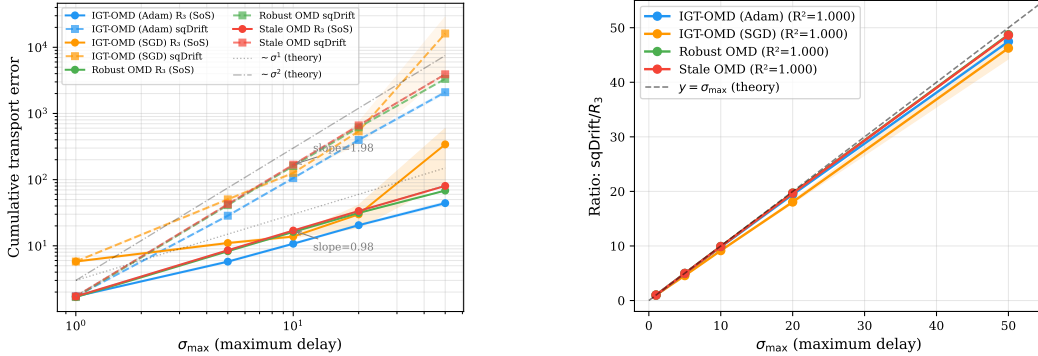 IGT-OMD (Adam) R₃ (SoS)
IGT-OMD (Adam) sqDrift
IGT-OMD (SGD) R₃ (SoS)
IGT-OMD (SGD) sqDrift
Robust OMD R₃ (SoS)
Robust OMD sqDrift
Stale OMD R₃ (SoS)
Stale OMD sqDrift
~σ¹ (theory)
~σ² (theory)
Cumulative transport error
10⁴
10³
10²
10¹
slope=1.98
slope=0.98
10⁰
10¹
σmax (maximum delay)
IGT-OMD (Adam) (R²=1.000)
IGT-OMD (SGD) (R²=1.000)
Robust OMD (R²=1.000)
Stale OMD (R²=1.000)
y = σmax (theory)
Ratio: sqDrift/R₃
50
40
30
20
10
0
0 10 20 30 40 50
σmax (maximum delay)